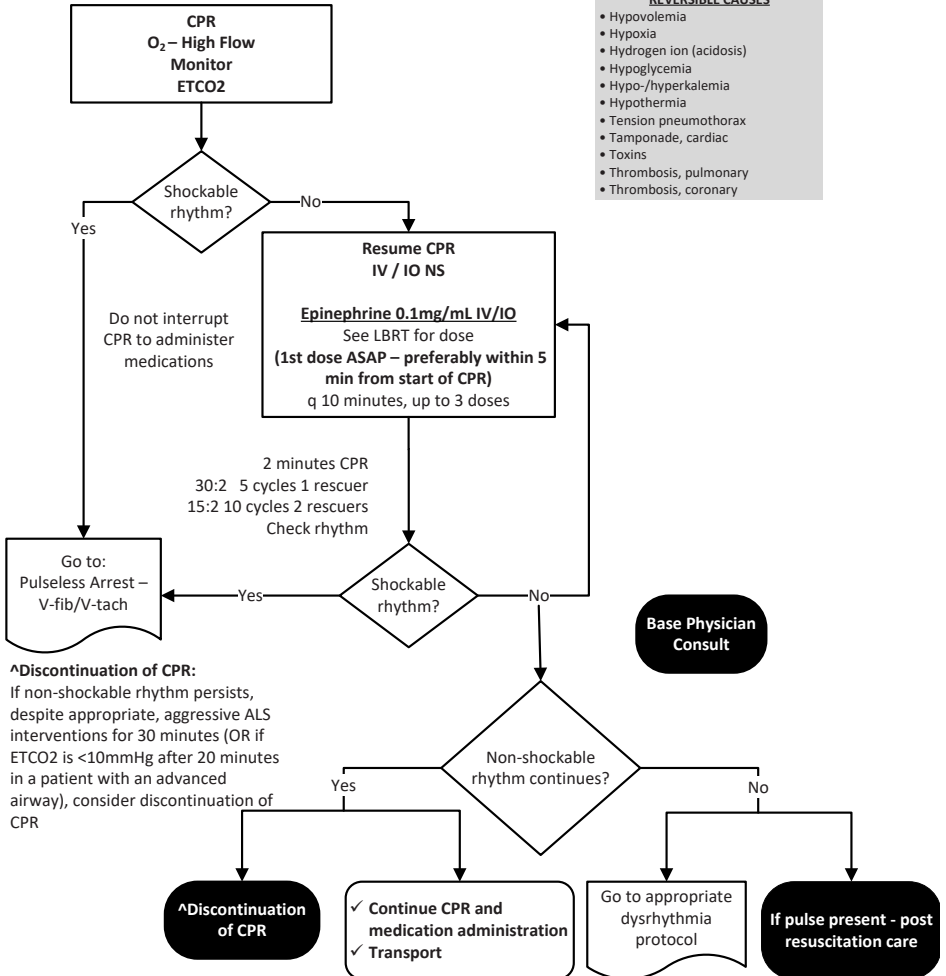 CPR
O2 – High Flow
Monitor
ETCO2
REVERSIBLE CAUSES
• Hypovolemia
• Hypoxia
• Hydrogen ion (acidosis)
• Hypoglycemia
• Hypo-/hyperkalemia
• Hypothermia
• Tension pneumothorax
• Tamponade, cardiac
• Toxins
• Thrombosis, pulmonary
• Thrombosis, coronary
Shockable
rhythm?
No
Yes
Resume CPR
IV / IO NS
Epinephrine 0.1mg/mL IV/IO
See LBRT for dose
(1st dose ASAP – preferably within 5
min from start of CPR)
q 10 minutes, up to 3 doses
Do not interrupt
CPR to administer
medications
2 minutes CPR
30:2 5 cycles 1 rescuer
15:2 10 cycles 2 rescuers
Check rhythm
Go to:
Pulseless Arrest –
V-fib/V-tach
Yes
Shockable
rhythm?
No
Base Physician
Consult
^Discontinuation of CPR:
If non-shockable rhythm persists,
despite appropriate, aggressive ALS
interventions for 30 minutes (OR if
ETCO2 is <10mmHg after 20 minutes
in a patient with an advanced
airway), consider discontinuation of
CPR
Non-shockable
rhythm continues?
Yes
No
^Discontinuation
of CPR
✓ Continue CPR and
medication administration
✓ Transport
Go to appropriate
dysrhythmia
protocol
If pulse present - post
resuscitation care